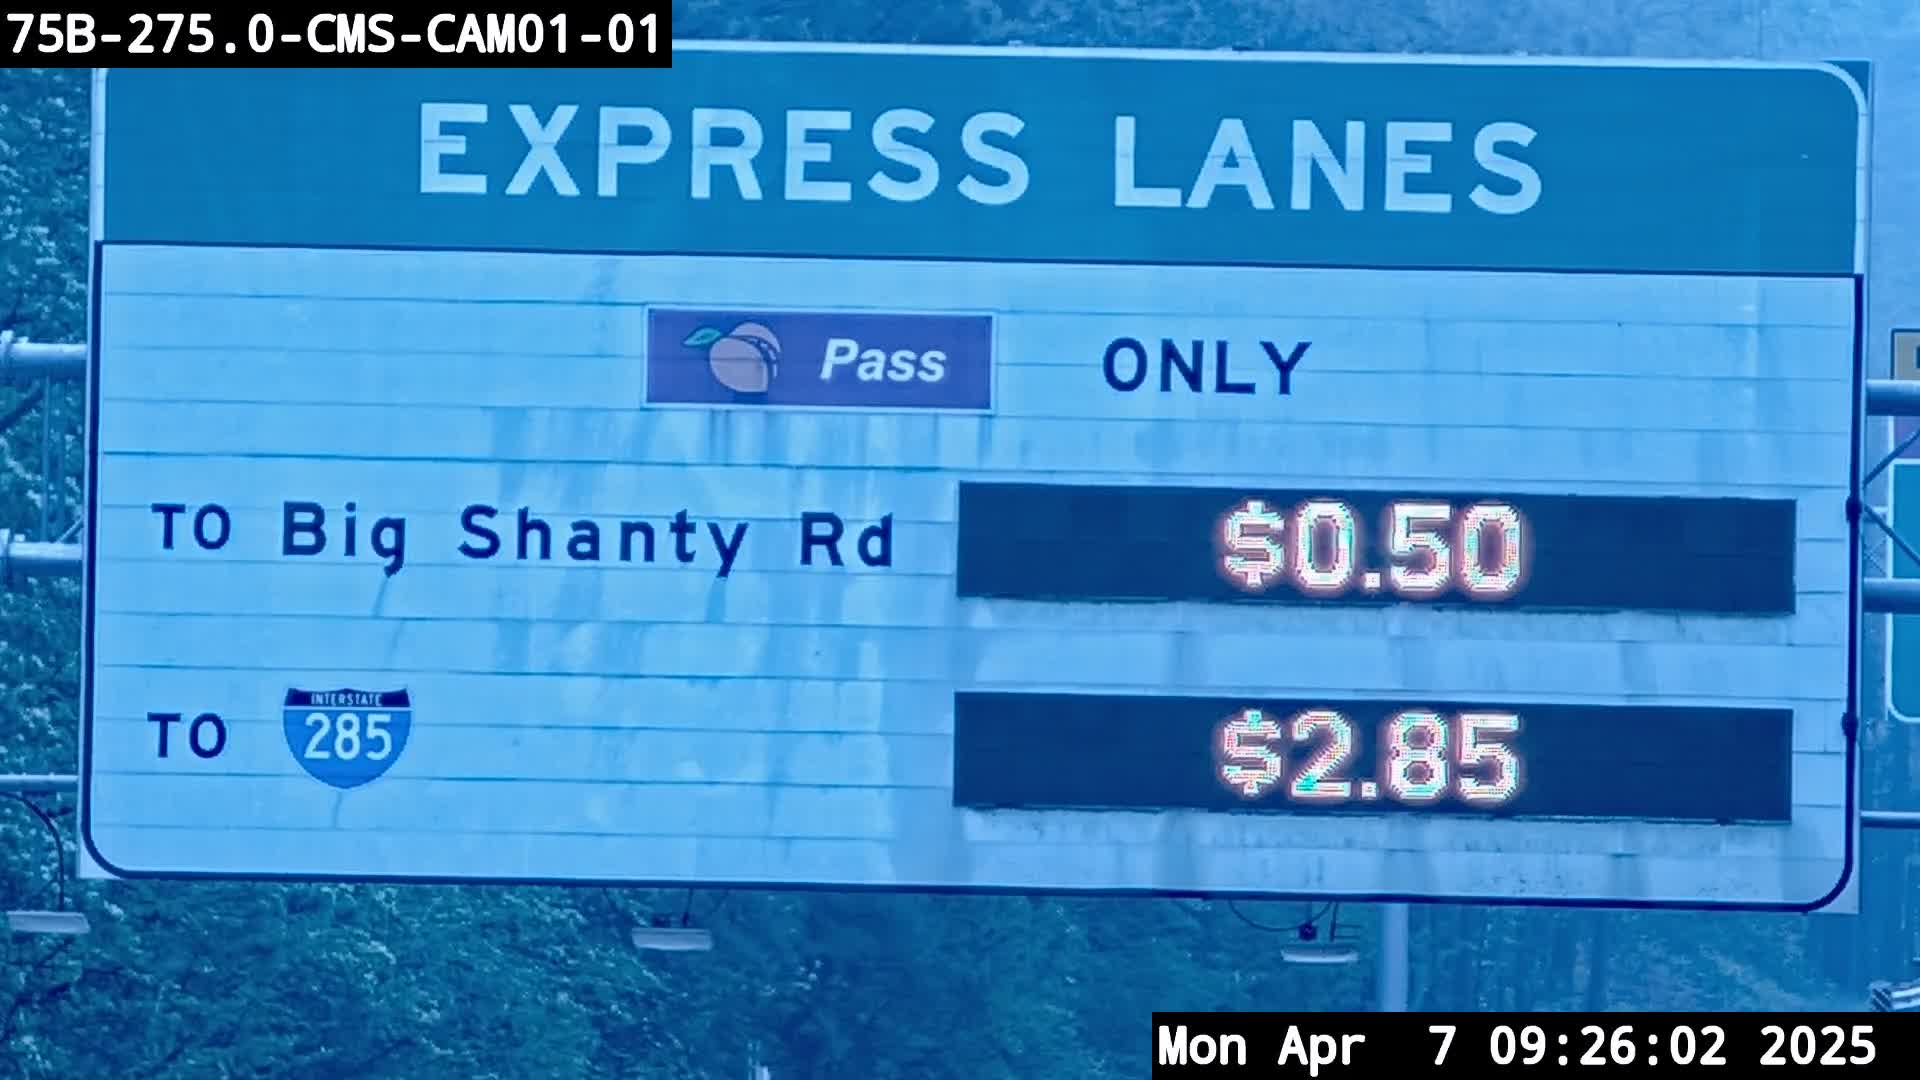 75B-275.0-CMS-CAM01-01
EXPRESS LANES
Pass ONLY
TO Big Shanty Rd $0.50
TO INTERSTATE 285 $2.85
Mon Apr 7 09:26:02 2025